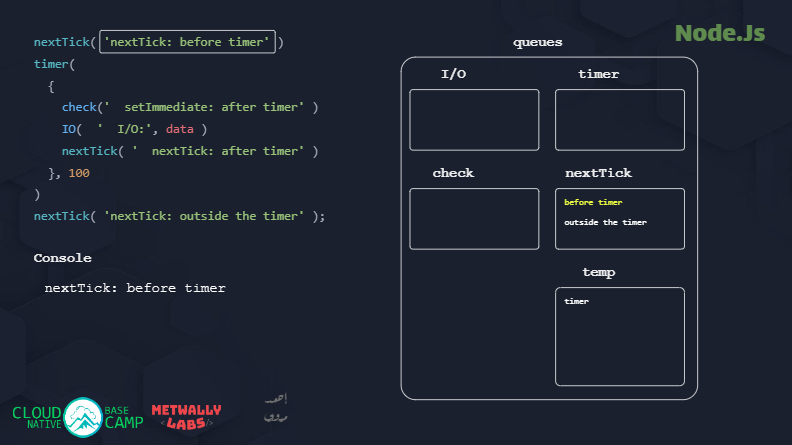 Node.Js
nextTick( 'nextTick: before timer' )
timer(
{
check('  setImmediate: after timer' )
IO(  '  I/O:', data )
nextTick( '  nextTick: after timer' )
}, 100
)
nextTick( 'nextTick: outside the timer' );
Console
nextTick: before timer
queues
I/O
timer
check
nextTick
before timer
outside the timer
temp
timer
CLOUD
NATIVE
BASE
CAMP
METWALLY
LABS